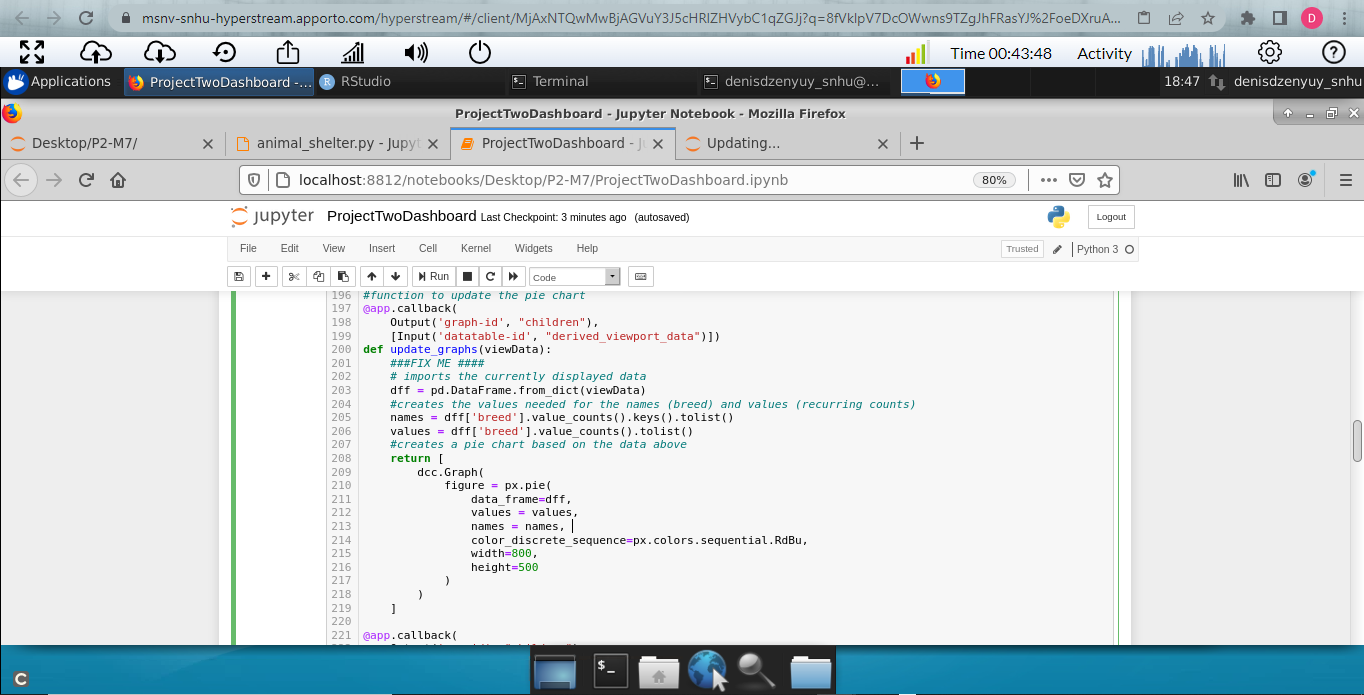 msnv-snhu-hyperstream.apporto.com/hyperstream/#/client/MjAxNTQwMwBjAGVuY3J5cHRlZHVybC1qZGJj?q=8fVkIpV7DcOWwns9TZgJhFRasYJ%2FoeDXruA...
D
Time 00:43:48 Activity
Applications ProjectTwoDashboard -... RStudio Terminal denisdzenyuy_snhu@... 18:47 denisdzenyuy_snhu
ProjectTwoDashboard - Jupyter Notebook - Mozilla Firefox
Desktop/P2-M7/ animal_shelter.py - Jupyt ProjectTwoDashboard - J Updating...
localhost:8812/notebooks/Desktop/P2-M7/ProjectTwoDashboard.ipynb 80%
jupyter ProjectTwoDashboard Last Checkpoint: 3 minutes ago (autosaved) Logout
File Edit View Insert Cell Kernel Widgets Help Trusted Python 3
Run Code
196 #function to update the pie chart
197 @app.callback(
198 Output('graph-id', "children"),
199 [Input('datatable-id', "derived_viewport_data")])
200 def update_graphs(viewData):
201 ###FIX ME ####
202 # imports the currently displayed data
203 dff = pd.DataFrame.from_dict(viewData)
204 #creates the values needed for the names (breed) and values (recurring counts)
205 names = dff['breed'].value_counts().keys().tolist()
206 values = dff['breed'].value_counts().tolist()
207 #creates a pie chart based on the data above
208 return [
209 dcc.Graph(
210 figure = px.pie(
211 data_frame=dff,
212 values = values,
213 names = names,
214 color_discrete_sequence=px.colors.sequential.RdBu,
215 width=800,
216 height=500
217 )
218 )
219 ]
220
221 @app.callback(
$_
C